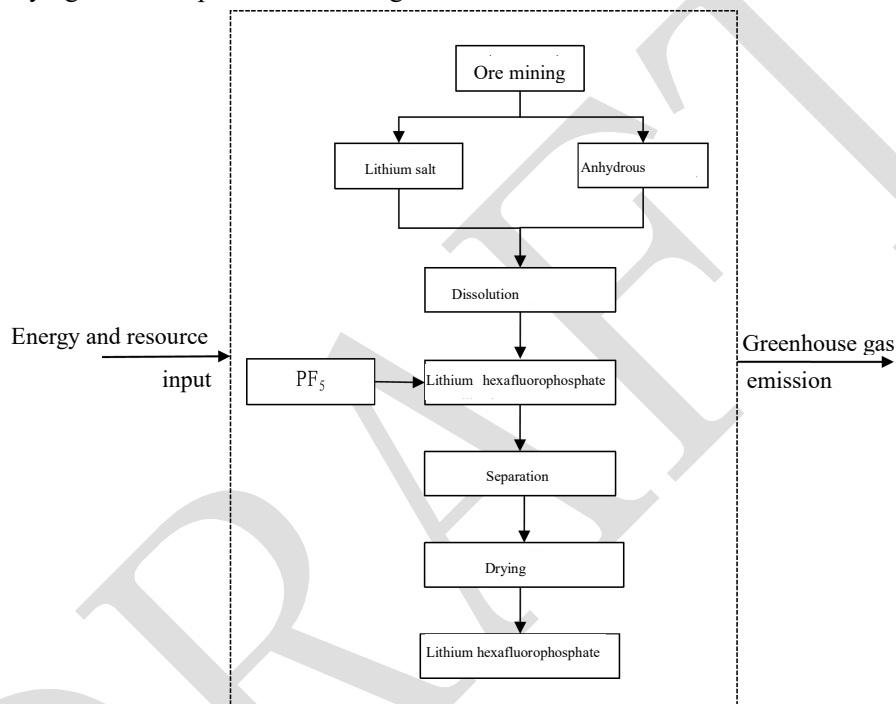 Ore mining
Lithium salt
Anhydrous
Dissolution
Energy and resource
input
PF₅
Lithium hexafluorophosphate
Greenhouse gas
emission
Separation
Drying
Lithium hexafluorophosphate
DRAFT